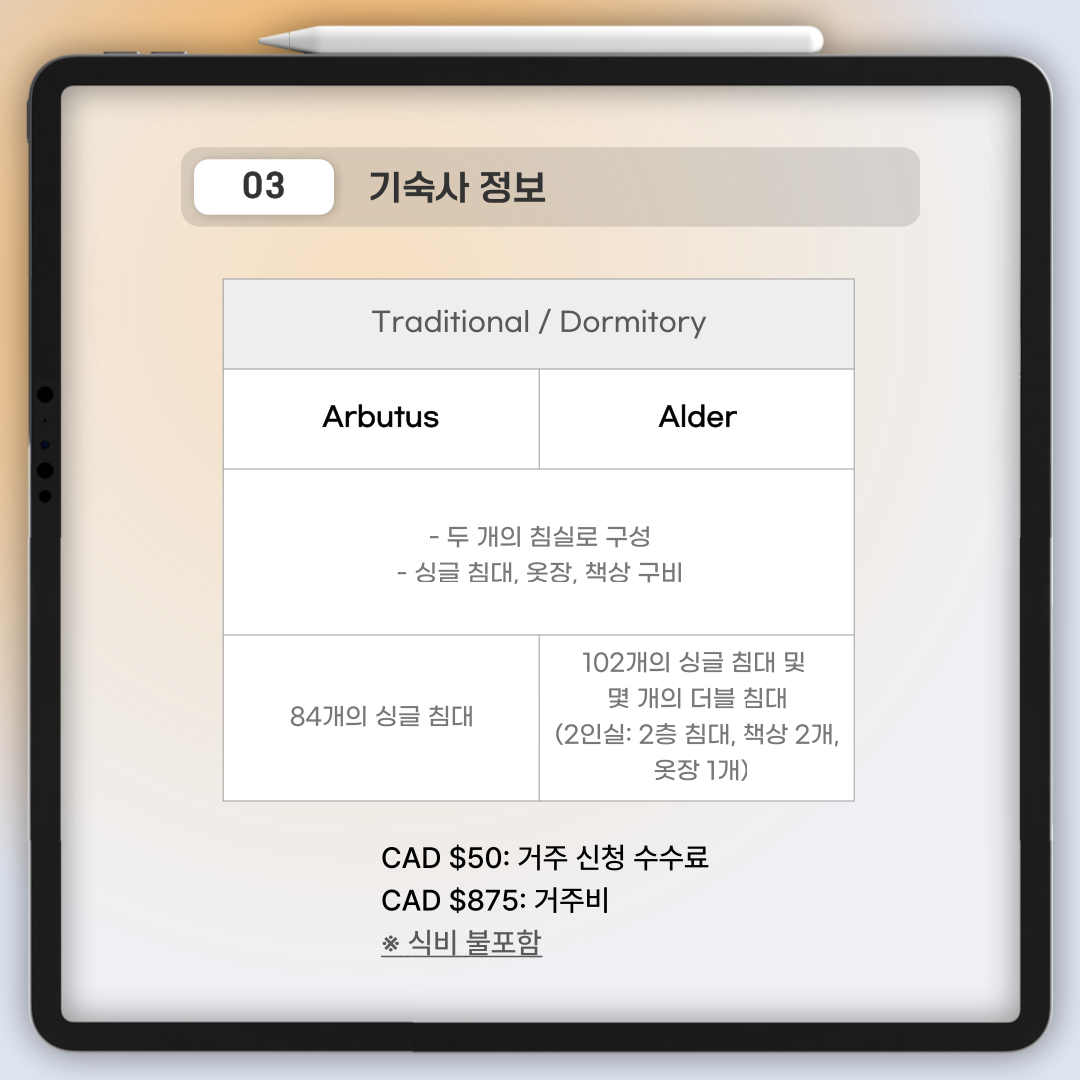 03 기숙사 정보
Traditional / Dormitory
Arbutus Alder
- 두 개의 침실로 구성
- 싱글 침대, 옷장, 책상 구비
84개의 싱글 침대
102개의 싱글 침대 및
몇 개의 더블 침대
(2인실: 2층 침대, 책상 2개,
옷장 1개)
CAD $50: 거주 신청 수수료
CAD $875: 거주비
※ 식비 불포함